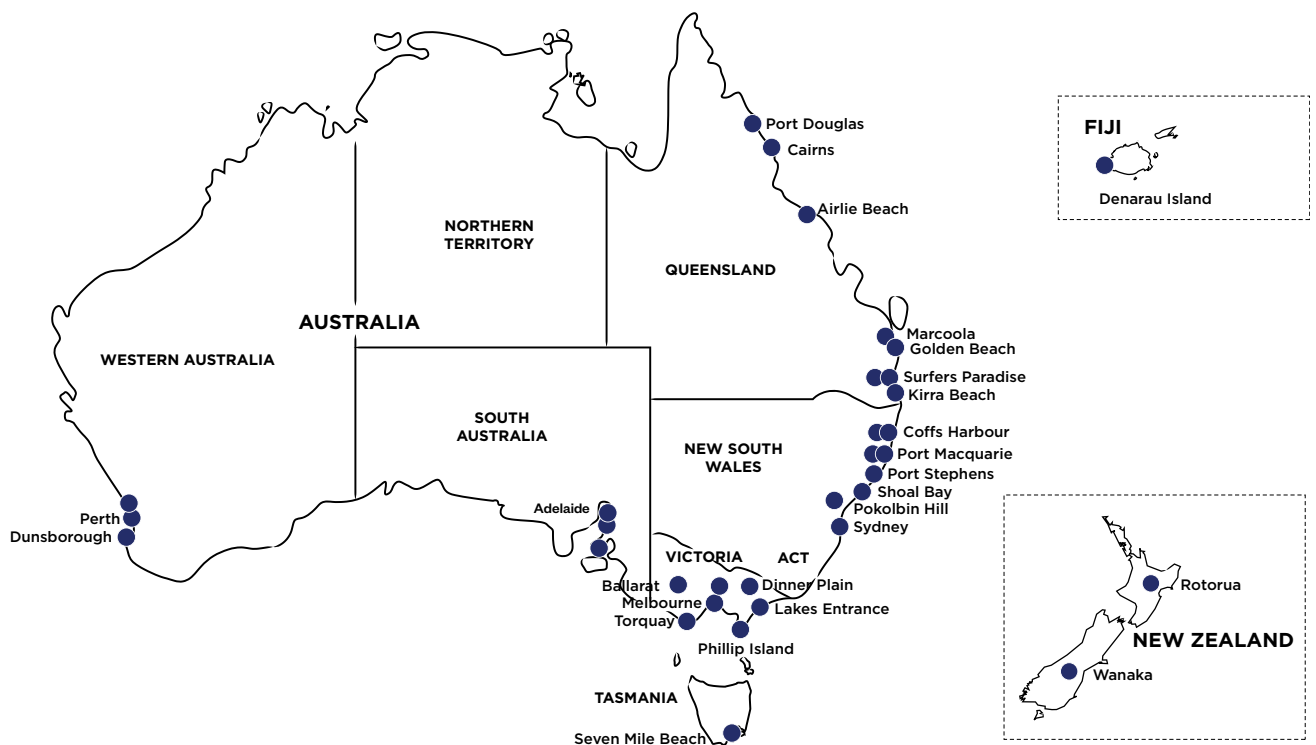 Port Douglas
Cairns
Airlie Beach
NORTHERN
TERRITORY
QUEENSLAND
AUSTRALIA
WESTERN AUSTRALIA
Marcoola
Golden Beach
Surfers Paradise
Kirra Beach
SOUTH
AUSTRALIA
NEW SOUTH
WALES
Coffs Harbour
Port Macquarie
Port Stephens
Shoal Bay
Pokolbin Hill
Sydney
Adelaide
Perth
Dunsborough
VICTORIA
ACT
Ballarat
Dinner Plain
Melbourne
Lakes Entrance
Torquay
Phillip Island
TASMANIA
Seven Mile Beach
FIJI
Denarau Island
Rotorua
NEW ZEALAND
Wanaka